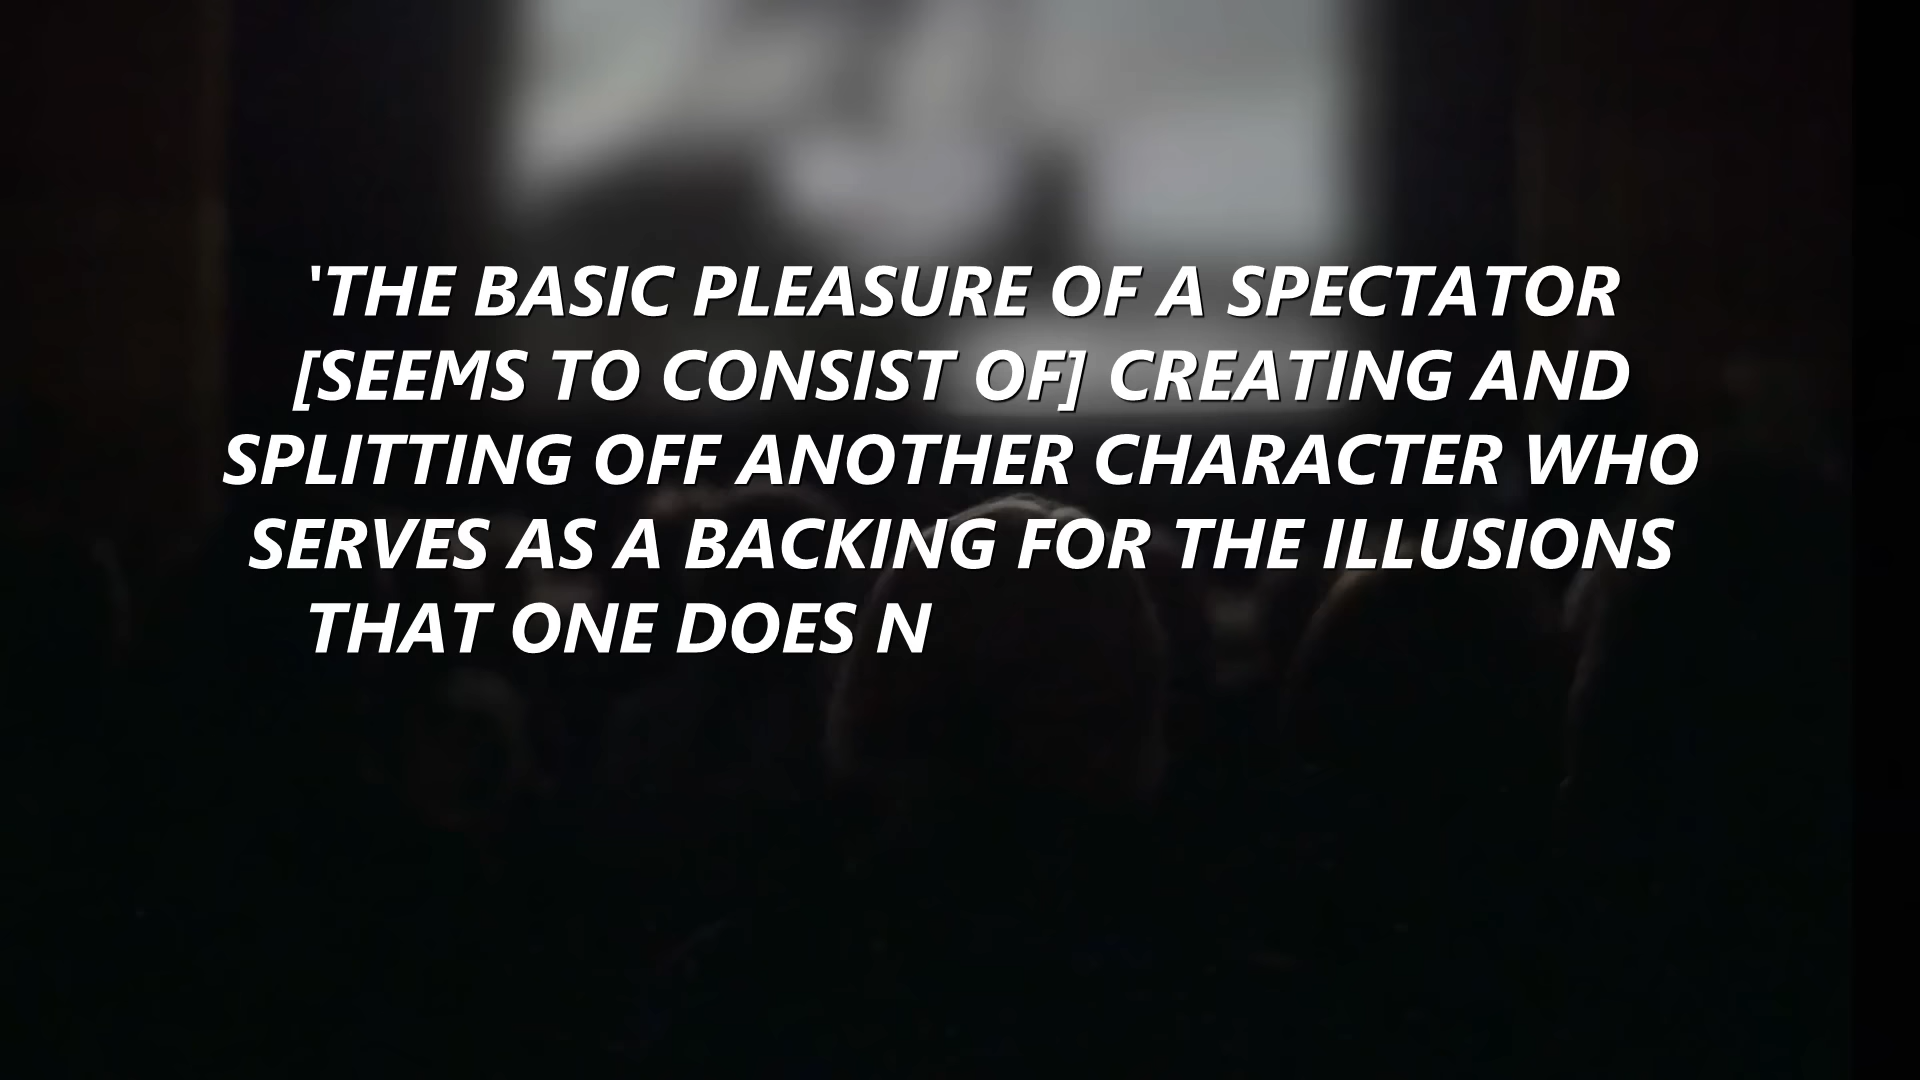 'THE BASIC PLEASURE OF A SPECTATOR
[SEEMS TO CONSIST OF] CREATING AND
SPLITTING OFF ANOTHER CHARACTER WHO
SERVES AS A BACKING FOR THE ILLUSIONS
THAT ONE DOES N